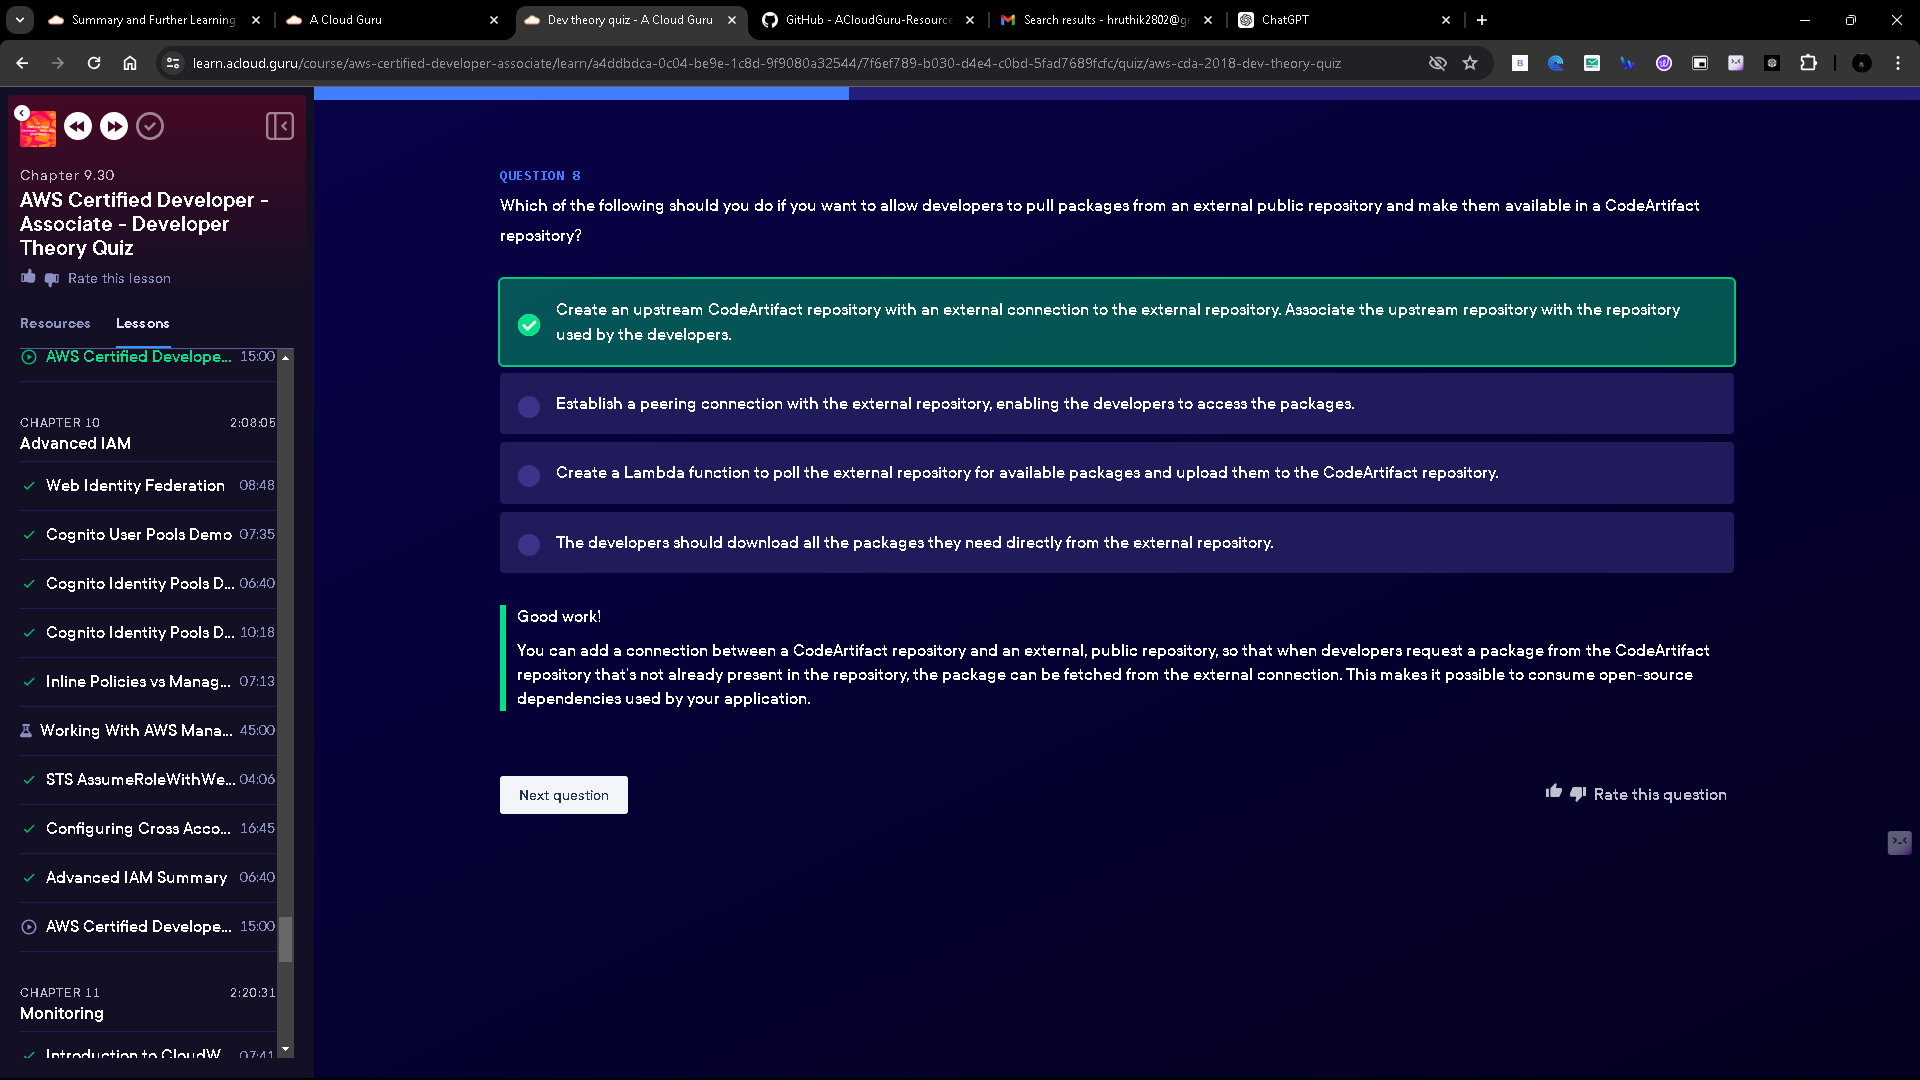 Summary and Further Learning
A Cloud Guru
Dev theory quiz - A Cloud Guru
GitHub - ACloudGuru-Resource
Search results - hruthik2802@gr
ChatGPT
learn.acloud.guru/course/aws-certified-developer-associate/learn/a4ddbdca-0c04-be9e-1c8d-9f9080a32544/7f6ef789-b030-d4e4-c0bd-5fad7689fcfc/quiz/aws-cda-2018-dev-theory-quiz
Chapter 9.30
AWS Certified Developer -
Associate - Developer
Theory Quiz
Rate this lesson
Resources
Lessons
AWS Certified Develope... 15:00
CHAPTER 10 2:08:05
Advanced IAM
Web Identity Federation 08:48
Cognito User Pools Demo 07:35
Cognito Identity Pools D... 06:40
Cognito Identity Pools D... 10:18
Inline Policies vs Manag... 07:13
Working With AWS Mana... 45:00
STS AssumeRoleWithWe... 04:06
Configuring Cross Acco... 16:45
Advanced IAM Summary 06:40
AWS Certified Develope... 15:00
CHAPTER 11 2:20:31
Monitoring
Introduction to CloudW 07:41
QUESTION 8
Which of the following should you do if you want to allow developers to pull packages from an external public repository and make them available in a CodeArtifact
repository?
Create an upstream CodeArtifact repository with an external connection to the external repository. Associate the upstream repository with the repository
used by the developers.
Establish a peering connection with the external repository, enabling the developers to access the packages.
Create a Lambda function to poll the external repository for available packages and upload them to the CodeArtifact repository.
The developers should download all the packages they need directly from the external repository.
Good work!
You can add a connection between a CodeArtifact repository and an external, public repository, so that when developers request a package from the CodeArtifact
repository that's not already present in the repository, the package can be fetched from the external connection. This makes it possible to consume open-source
dependencies used by your application.
Next question
Rate this question